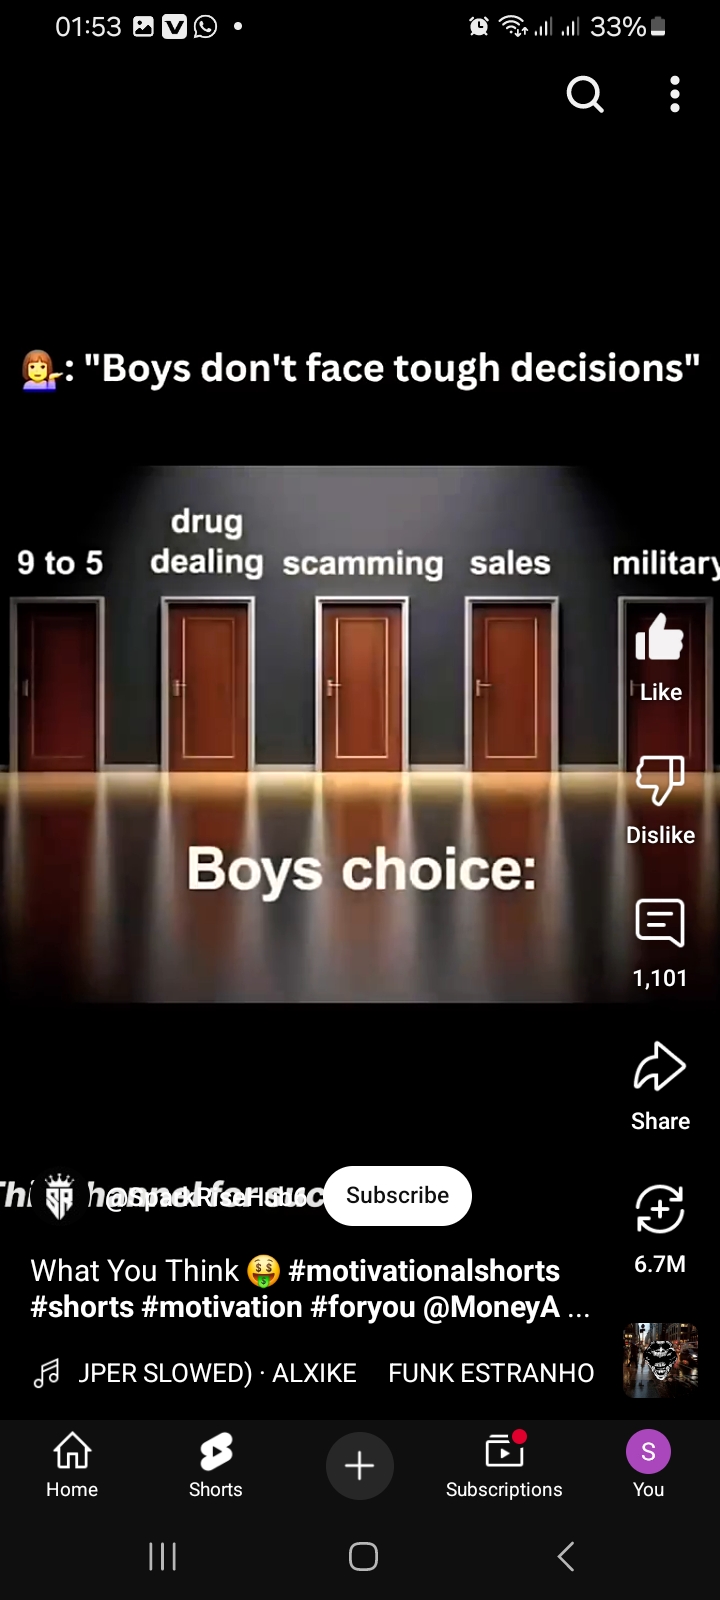 01:53
33%
: "Boys don't face tough decisions"
drug
9 to 5 dealing scamming sales military
Like
Dislike
Boys choice:
1,101
Share
@SparkRiseHub6
Subscribe
6.7M
What You Think #motivationalshorts
#shorts #motivation #foryou @MoneyA ...
JPER SLOWED) · ALXIKE FUNK ESTRANHO
Home Shorts Subscriptions You
S